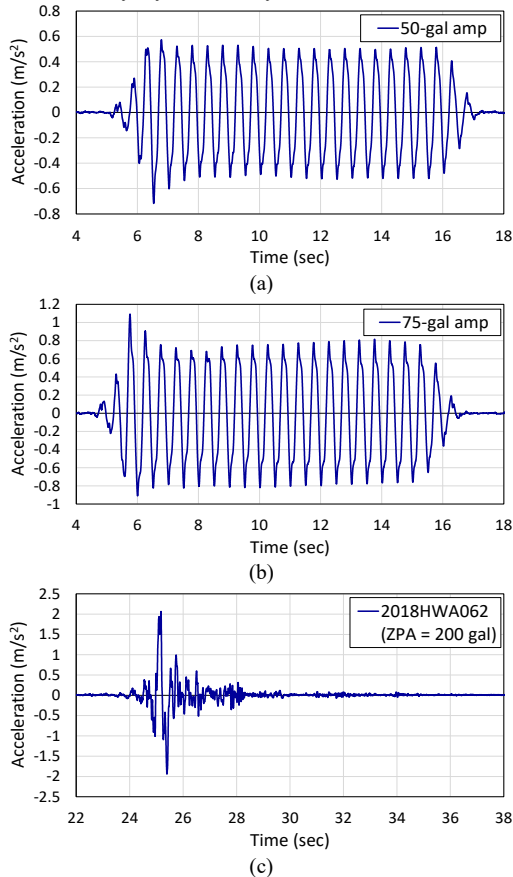 50-gal amp
0.8
0.6
0.4
0.2
0
-0.2
-0.4
-0.6
-0.8
Acceleration (m/s²)
4 6 8 10 12 14 16 18
Time (sec)
(a)
75-gal amp
1.2
1
0.8
0.6
0.4
0.2
0
-0.2
-0.4
-0.6
-0.8
-1
Acceleration (m/s²)
4 6 8 10 12 14 16 18
Time (sec)
(b)
2018HWA062
(ZPA = 200 gal)
2.5
2
1.5
1
0.5
0
-0.5
-1
-1.5
-2
-2.5
Acceleration (m/s²)
22 24 26 28 30 32 34 36 38
Time (sec)
(c)